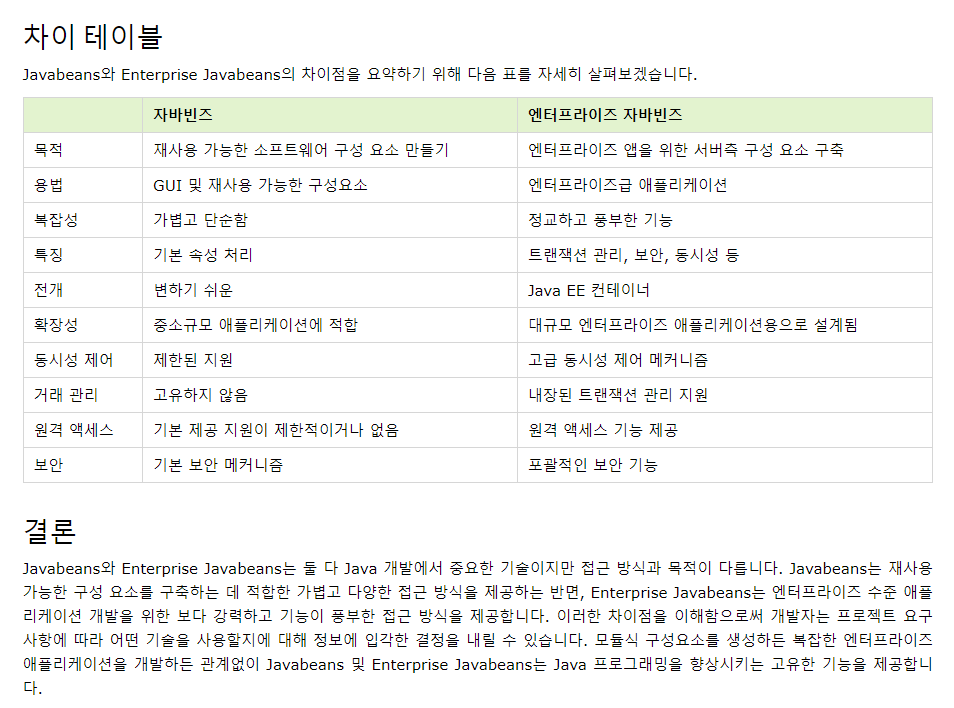 차이 테이블
Javabeans와 Enterprise Javabeans의 차이점을 요약하기 위해 다음 표를 자세히 살펴보겠습니다.
자바빈즈 엔터프라이즈 자바빈즈
목적 재사용 가능한 소프트웨어 구성 요소 만들기 엔터프라이즈 앱을 위한 서버측 구성 요소 구축
용법 GUI 및 재사용 가능한 구성요소 엔터프라이즈급 애플리케이션
복잡성 가볍고 단순함 정교하고 풍부한 기능
특징 기본 속성 처리 트랜잭션 관리, 보안, 동시성 등
전개 변하기 쉬운 Java EE 컨테이너
확장성 중소규모 애플리케이션에 적합 대규모 엔터프라이즈 애플리케이션용으로 설계됨
동시성 제어 제한된 지원 고급 동시성 제어 메커니즘
거래 관리 고유하지 않음 내장된 트랜잭션 관리 지원
원격 액세스 기본 제공 지원이 제한적이거나 없음 원격 액세스 기능 제공
보안 기본 보안 메커니즘 포괄적인 보안 기능
결론
Javabeans와 Enterprise Javabeans는 둘 다 Java 개발에서 중요한 기술이지만 접근 방식과 목적이 다릅니다. Javabeans는 재사용
가능한 구성 요소를 구축하는 데 적합한 가볍고 다양한 접근 방식을 제공하는 반면, Enterprise Javabeans는 엔터프라이즈 수준 애플
리케이션 개발을 위한 보다 강력하고 기능이 풍부한 접근 방식을 제공합니다. 이러한 차이점을 이해함으로써 개발자는 프로젝트 요구
사항에 따라 어떤 기술을 사용할지에 대해 정보에 입각한 결정을 내릴 수 있습니다. 모듈식 구성요소를 생성하든 복잡한 엔터프라이즈
애플리케이션을 개발하든 관계없이 Javabeans 및 Enterprise Javabeans는 Java 프로그래밍을 향상시키는 고유한 기능을 제공합니
다.